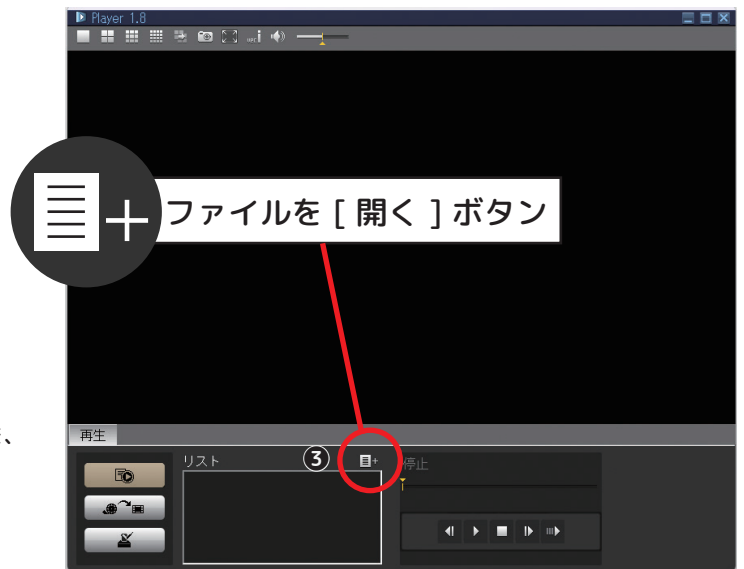 Player 1.8
ファイルを [ 開く ] ボタン
、
再生
リスト
③
停止